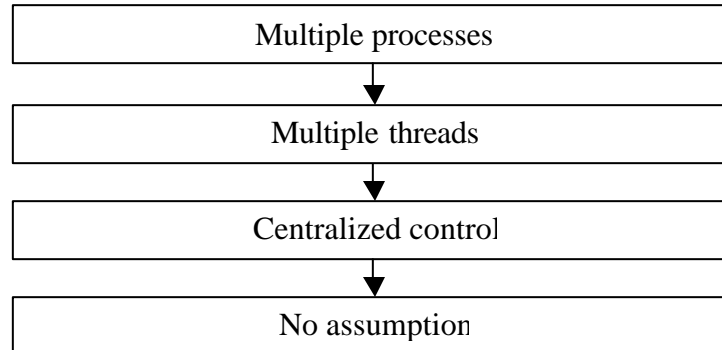 Multiple processes
Multiple threads
Centralized control
No assumption